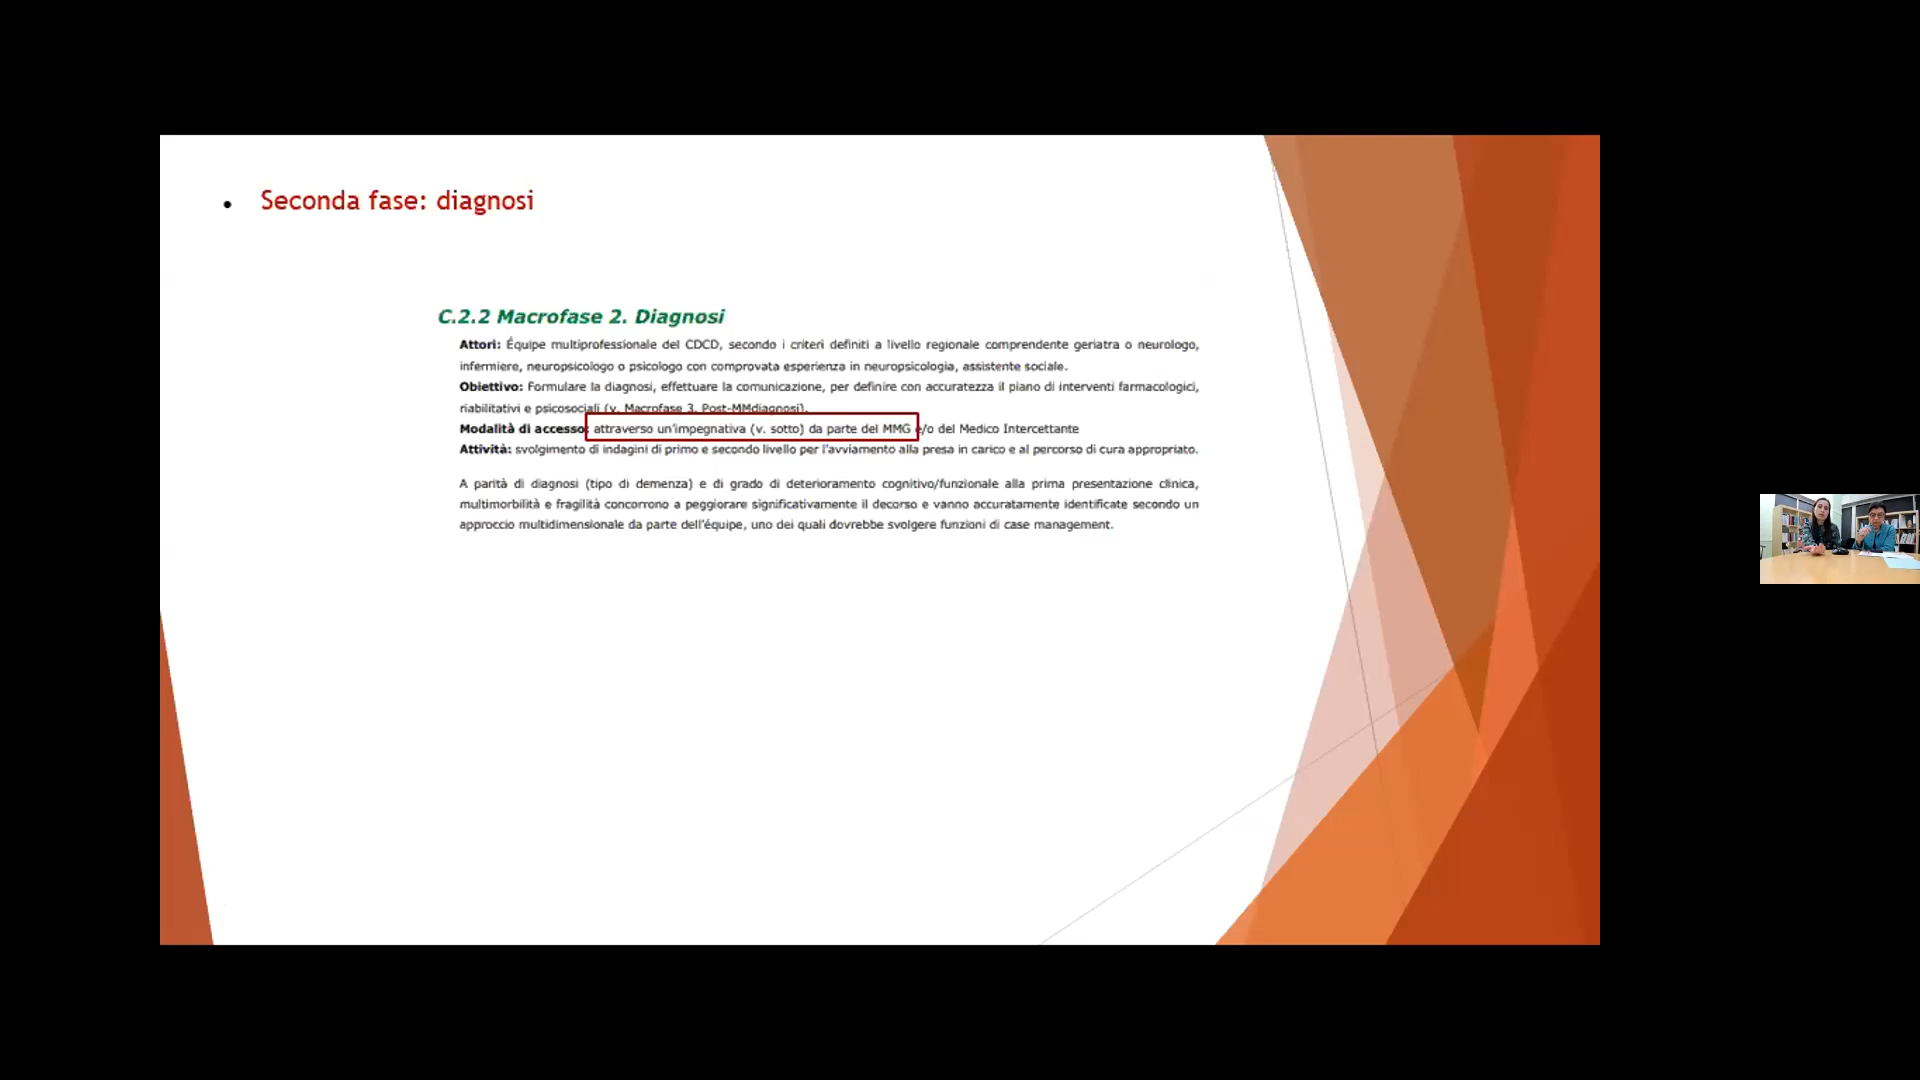 • Seconda fase: diagnosi
C.2.2 Macrofase 2. Diagnosi
Attori: Équipe multiprofessionale del CDCD, secondo i criteri definiti a livello regionale comprendente geriatra o neurologo,
infermiere, neuropsicologo o psicologo con comprovata esperienza in neuropsicologia, assistente sociale.
Obiettivo: Formulare la diagnosi, effettuare la comunicazione, per definire con accuratezza il piano di interventi farmacologici,
riabilitativi e psicosociali (v. Macrofase 3. Post-MMdiagnosi).
Modalità di accesso: attraverso un'impegnativa (v. sotto) da parte del MMG e/o del Medico Intercettante
Attività: svolgimento di indagini di primo e secondo livello per l'avviamento alla presa in carico e al percorso di cura appropriato.
A parità di diagnosi (tipo di demenza) e di grado di deterioramento cognitivo/funzionale alla prima presentazione clinica,
multimorbilità e fragilità concorrono a peggiorare significativamente il decorso e vanno accuratamente identificate secondo un
approccio multidimensionale da parte dell'équipe, uno dei quali dovrebbe svolgere funzioni di case management.